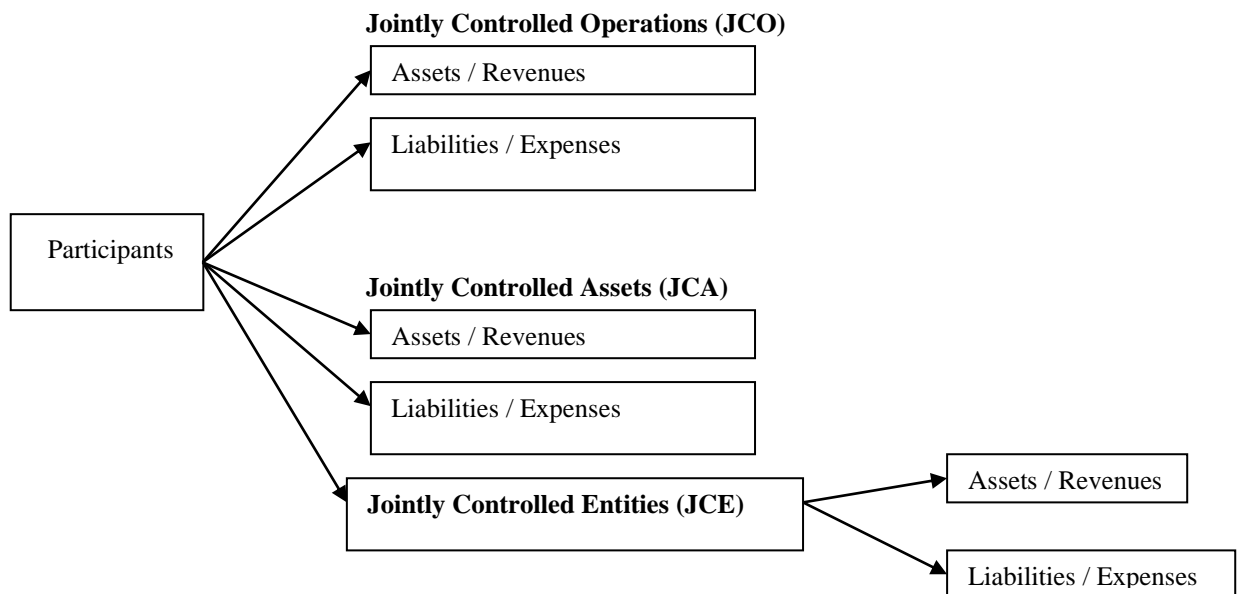 Jointly Controlled Operations (JCO)
Assets / Revenues
Liabilities / Expenses
Participants
Jointly Controlled Assets (JCA)
Assets / Revenues
Liabilities / Expenses
Jointly Controlled Entities (JCE)
Assets / Revenues
Liabilities / Expenses